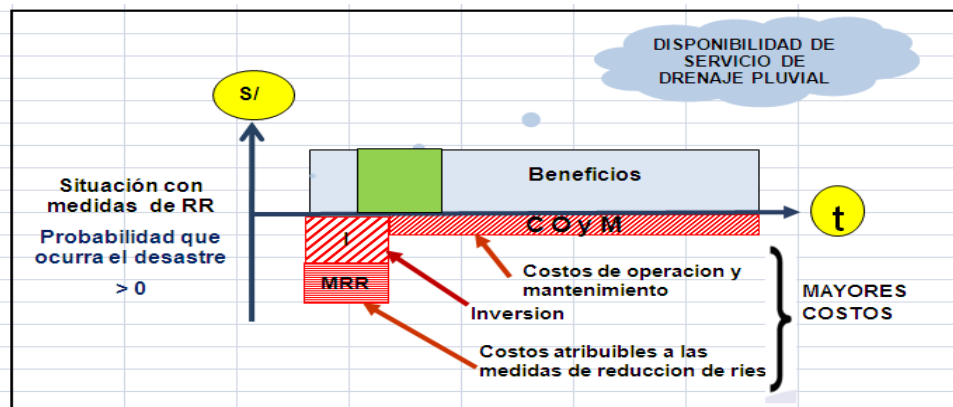 DISPONIBILIDAD DE
SERVICIO DE
DRENAJE PLUVIAL
S/
Situación con
medidas de RR
Probabilidad que
ocurra el desastre
> 0
Beneficios
t
C O y M
I
MRR
Costos de operacion y
mantenimiento
Inversion
Costos atribuibles a las
medidas de reduccion de ries
MAYORES
COSTOS